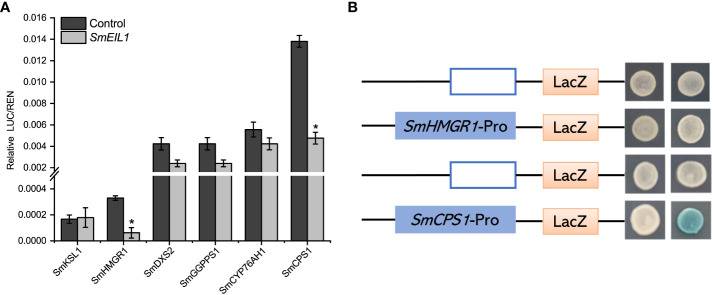 A
Control
SmEIL1
Relative LUC/REN
0.016
0.014
0.012
0.010
0.008
0.006
0.004
0.002
0.0004
0.0002
0.0000
*
*
SmKSL1
SmHMGR1
SmDXS2
SmGGPPS1
SmCYP76AH1
SmCPS1
B
LacZ
SmHMGR1-Pro
LacZ
LacZ
SmCPS1-Pro
LacZ